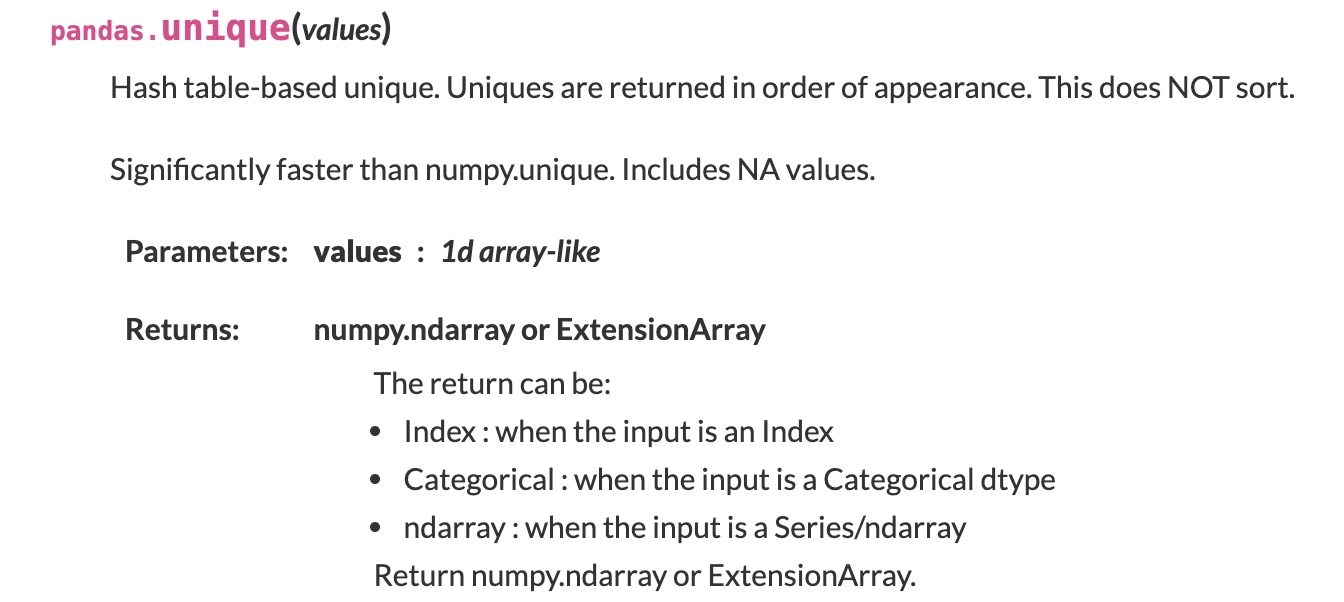 pandas.unique(values)
Hash table-based unique. Uniques are returned in order of appearance. This does NOT sort.
Significantly faster than numpy.unique. Includes NA values.
Parameters: values : 1d array-like
Returns: numpy.ndarray or ExtensionArray
The return can be:
• Index : when the input is an Index
• Categorical : when the input is a Categorical dtype
• ndarray : when the input is a Series/ndarray
Return numpy.ndarray or ExtensionArray.